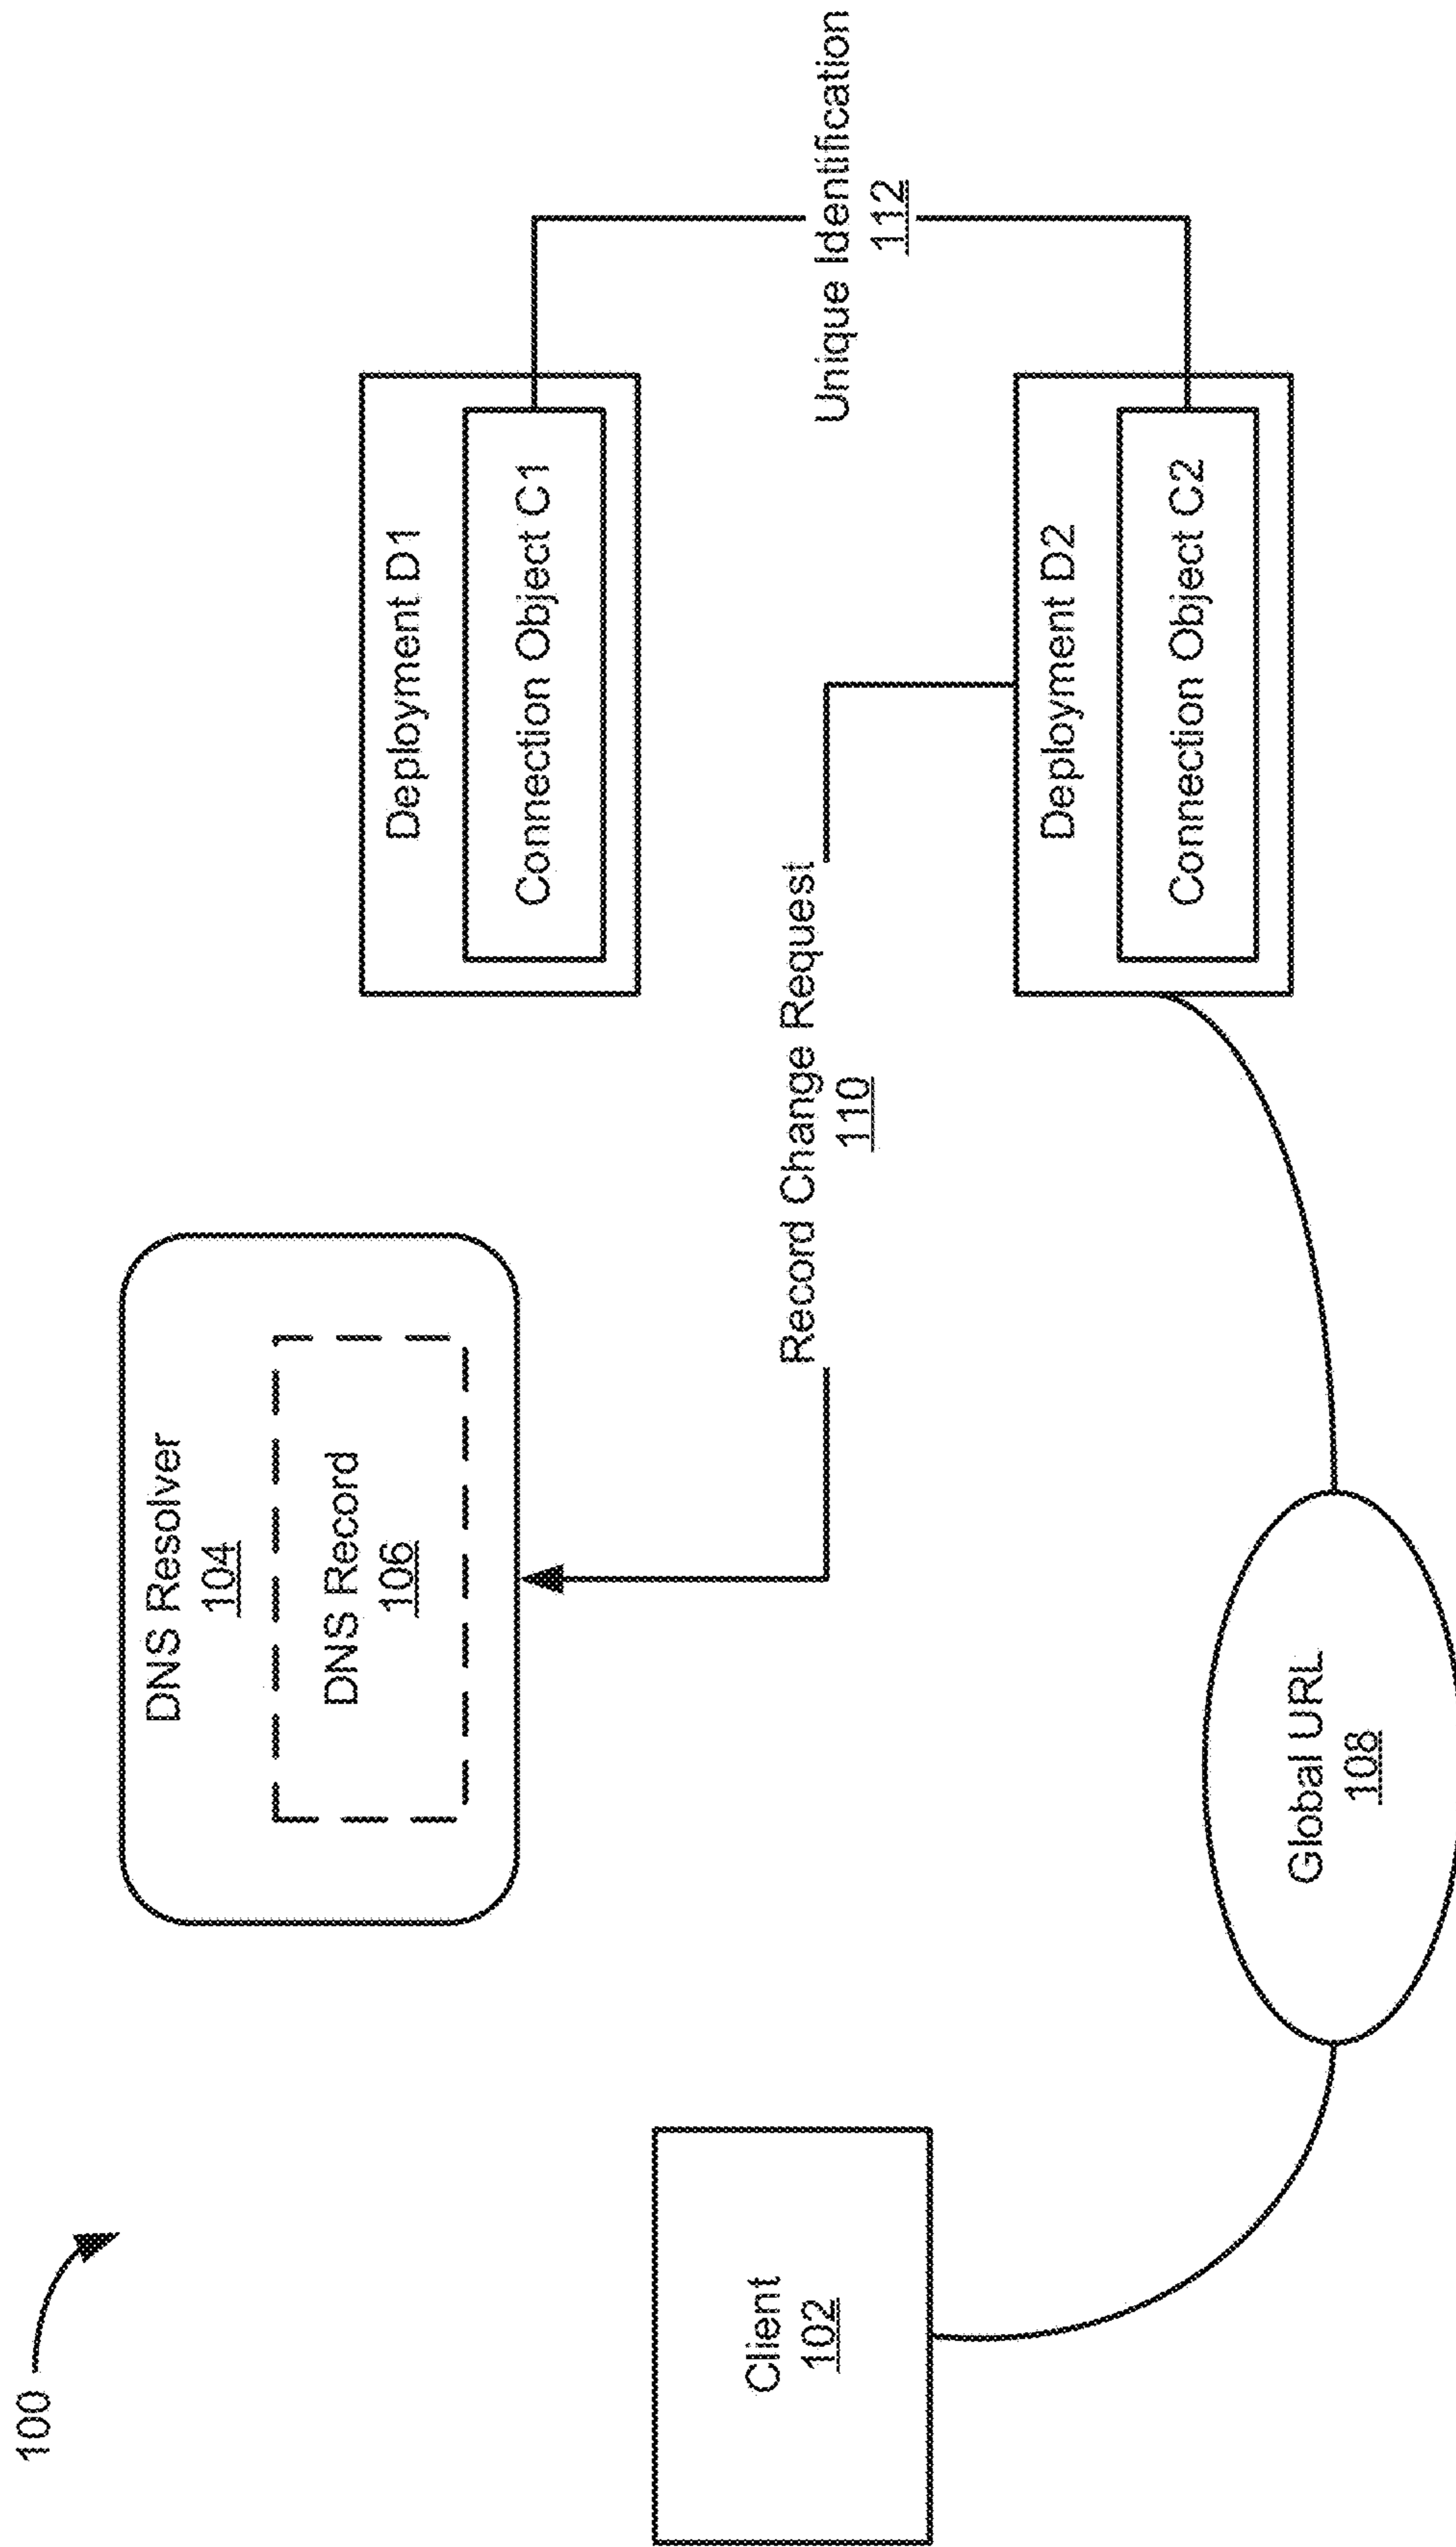 100
DNS Resolver
104
DNS Record
106
Deployment D1
Connection Object C1
Client
102
Record Change Request
110
Unique Identification
112
Deployment D2
Connection Object C2
Global URL
108